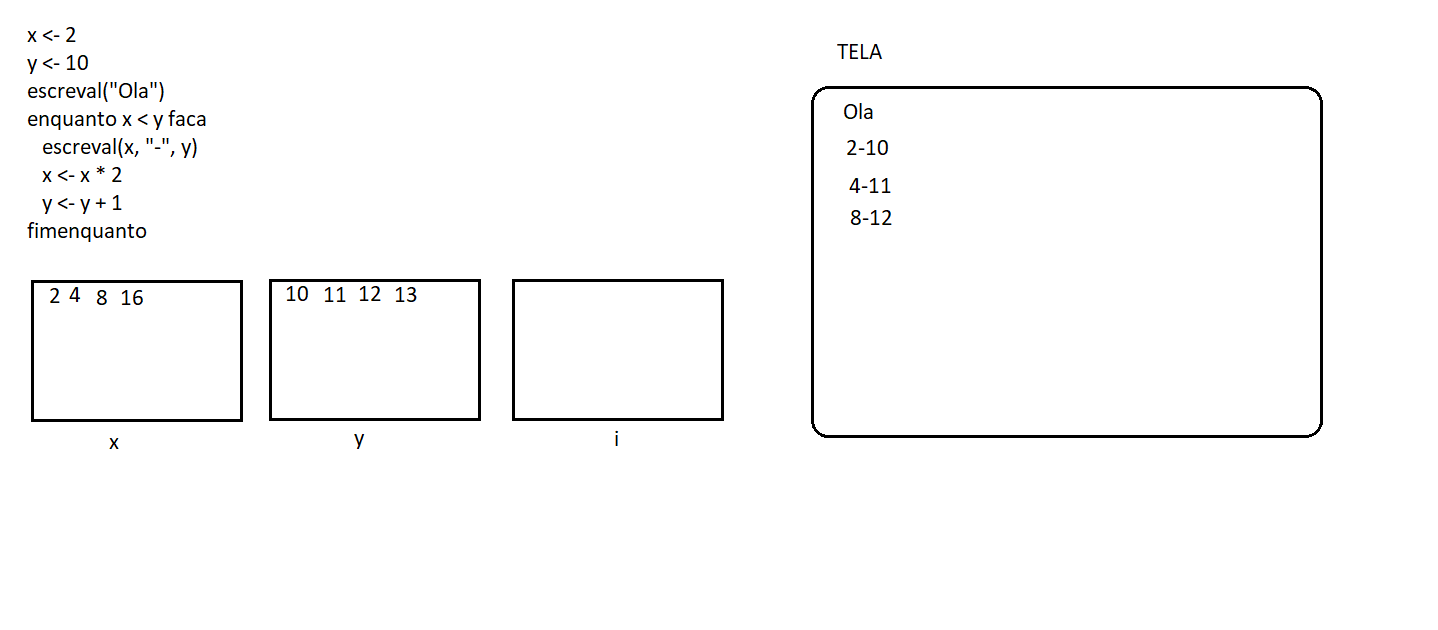 x <- 2
y <- 10
escreval("Ola")
enquanto x < y faca
escreval(x, "-", y)
x <- x * 2
y <- y + 1
fimenquanto
2 4 8 16
x
10 11 12 13
y
i
TELA
Ola
2-10
4-11
8-12